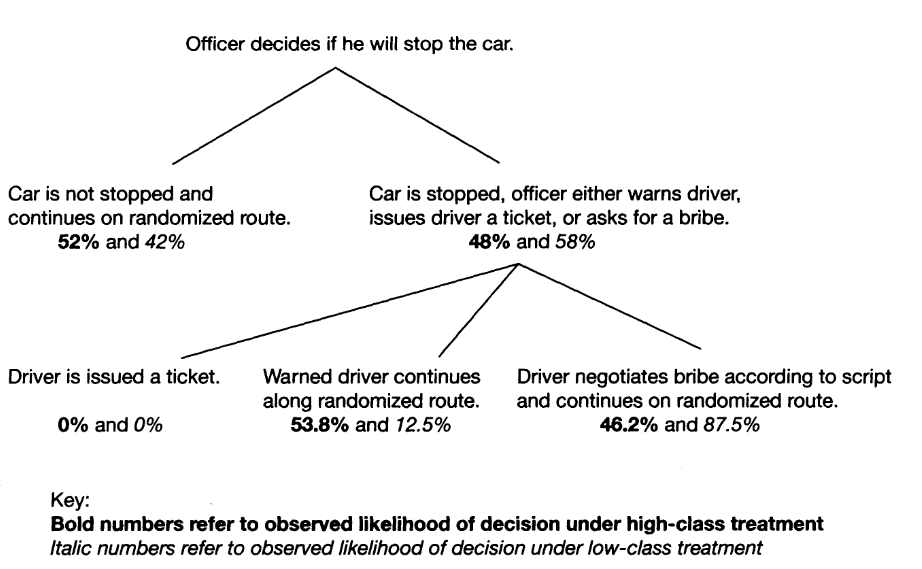 Officer decides if he will stop the car.
Car is not stopped and
continues on randomized route.
52% and 42%
Car is stopped, officer either warns driver,
issues driver a ticket, or asks for a bribe.
48% and 58%
Driver is issued a ticket.
0% and 0%
Warned driver continues
along randomized route.
53.8% and 12.5%
Driver negotiates bribe according to script
and continues on randomized route.
46.2% and 87.5%
Key:
Bold numbers refer to observed likelihood of decision under high-class treatment
Italic numbers refer to observed likelihood of decision under low-class treatment